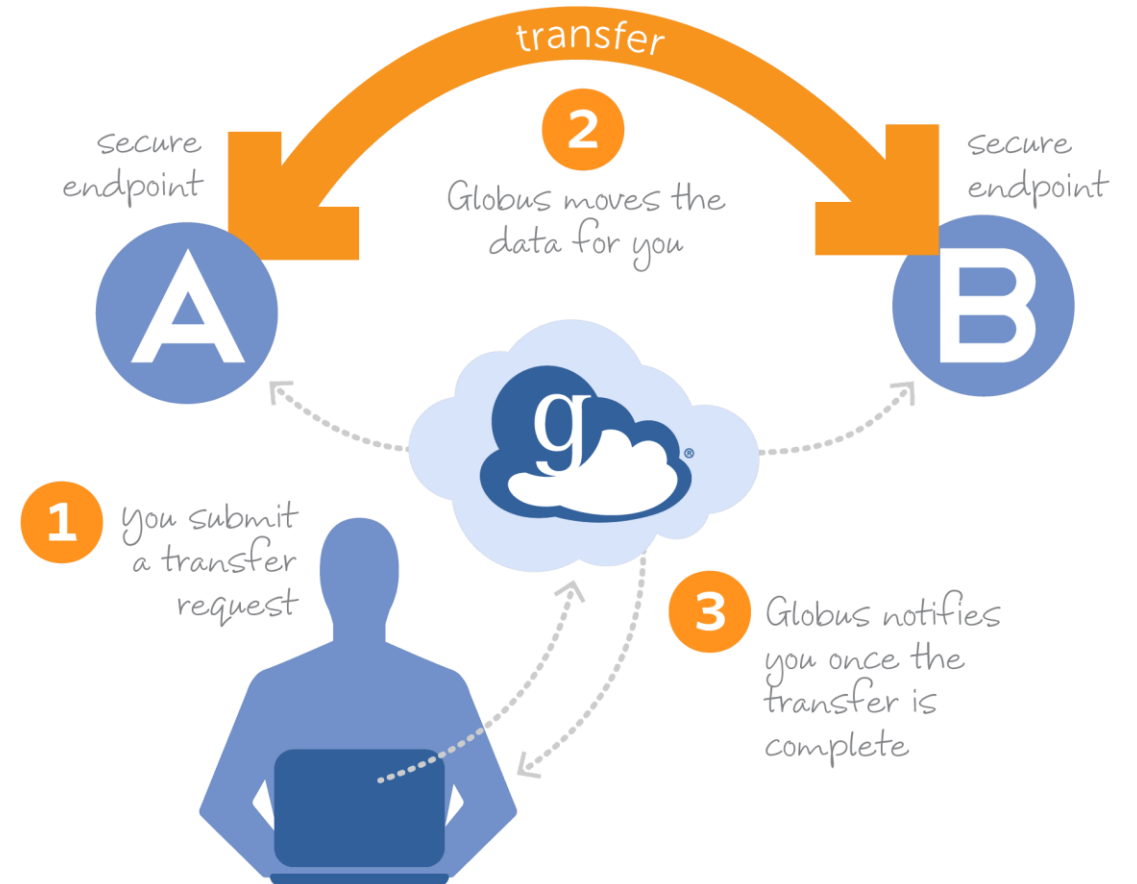 transfer
secure
endpoint
A
2
Globus moves the
data for you
secure
endpoint
B
g®
1
you submit
a transfer
request
3
Globus notifies
you once the
transfer is
complete